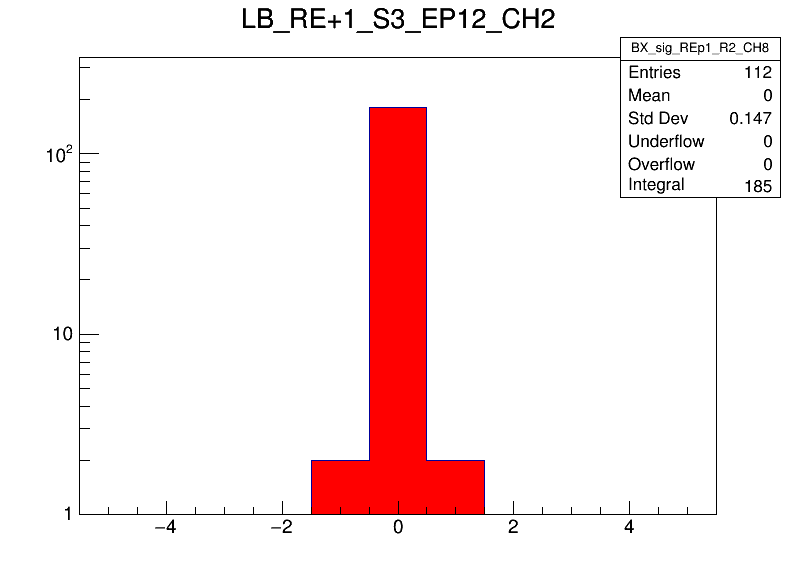 LB_RE+1_S3_EP12_CH2
BX_sig_REp1_R2_CH8
Entries 112
Mean 0
Std Dev 0.147
Underflow 0
Overflow 0
Integral 185
10²
10
1
−4 −2 0 2 4